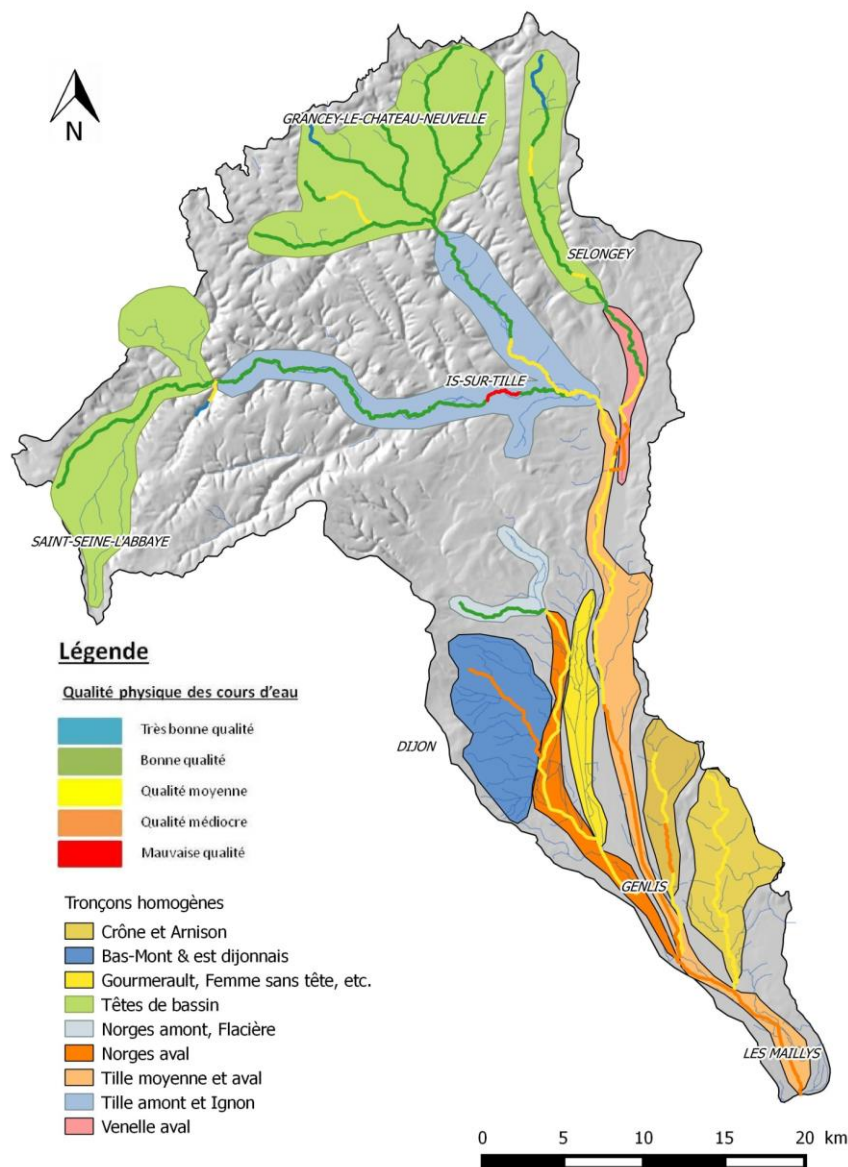 N
GRANCEY-LE-CHATEAU-NEUVELLE
SELONGEY
IS-SUR-TILLE
SAINT-SEINE-L'ABBAYE
DIJON
GENLIS
LES MAILLYS
Légende
Qualité physique des cours d'eau
Très bonne qualité
Bonne qualité
Qualité moyenne
Qualité médiocre
Mauvaise qualité
Tronçons homogènes
Crône et Arnison
Bas-Mont & est dijonnais
Gourmerault, Femme sans tête, etc.
Têtes de bassin
Norges amont, Flacière
Norges aval
Tille moyenne et aval
Tille amont et Ignon
Venelle aval
0 5 10 15 20 km